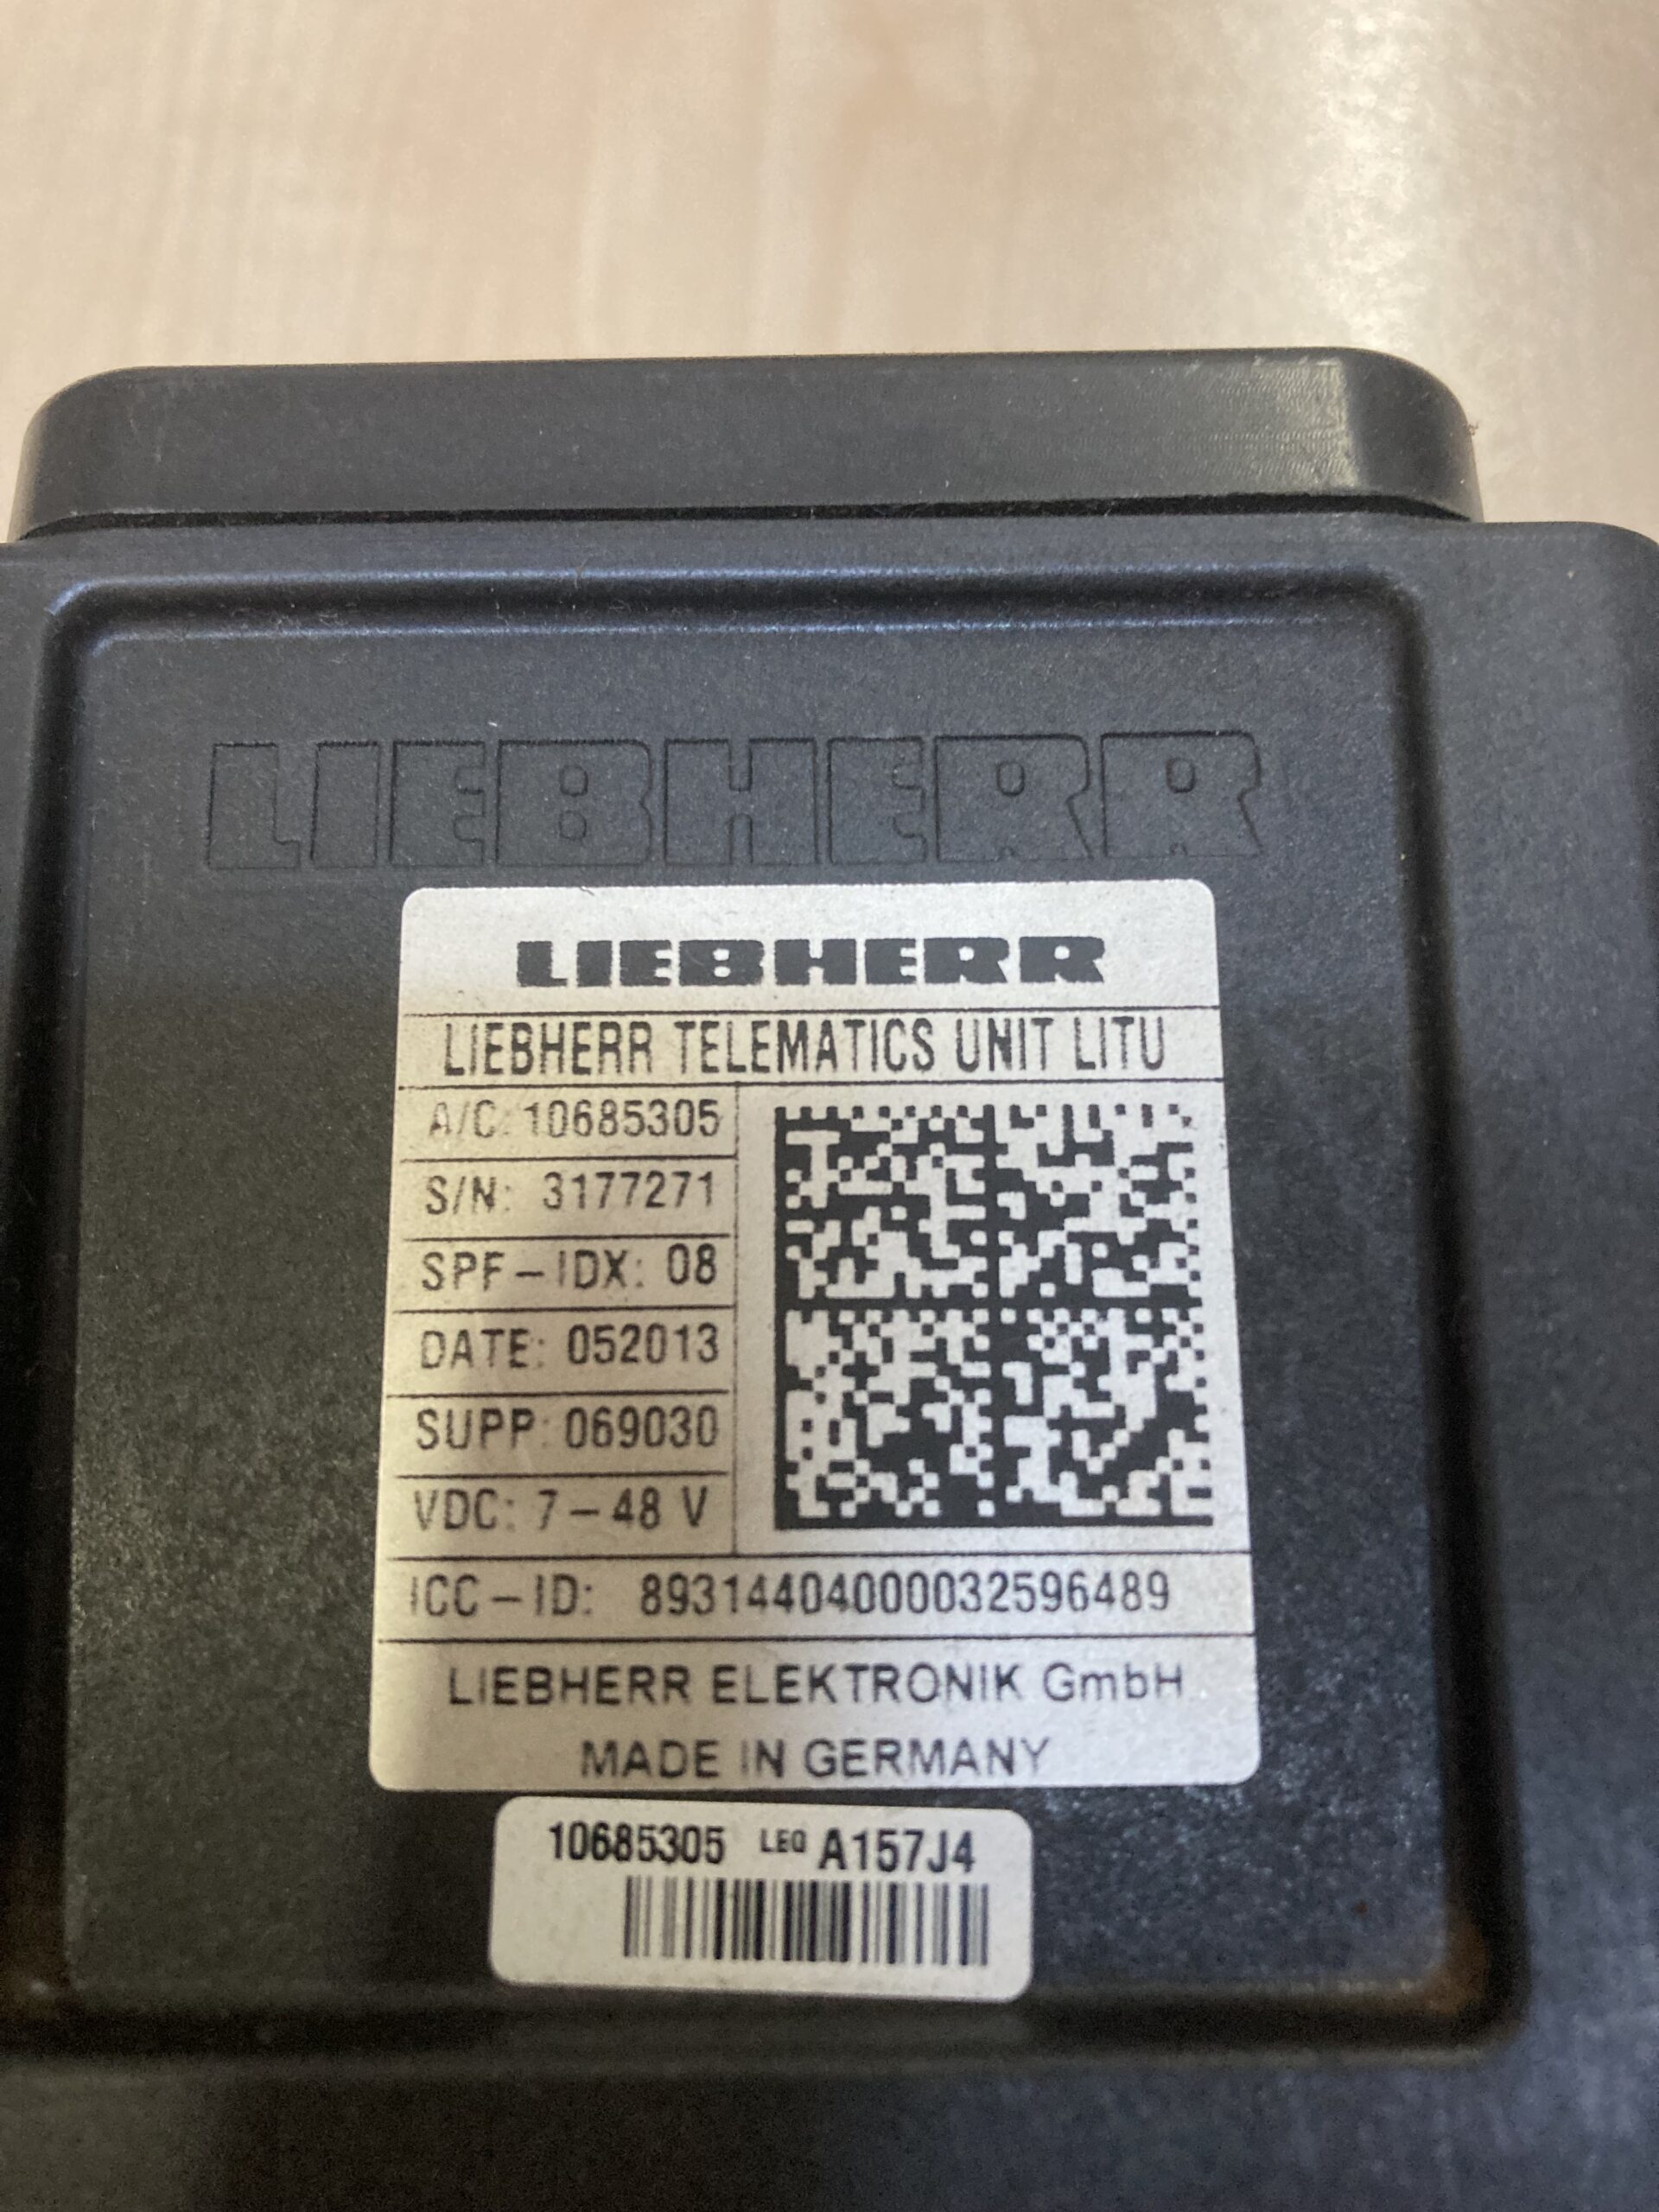 LIEBHERR
LIEBHERR
LIEBHERR TELEMATICS UNIT LITU
A/C: 10685305
S/N: 3177271
SPF-IDX: 08
DATE: 052013
SUPP: 069030
VDC: 7-48 V
ICC-ID: 89314404000032596489
LIEBHERR ELEKTRONIK GmbH
MADE IN GERMANY
10685305 LEQ A157J4